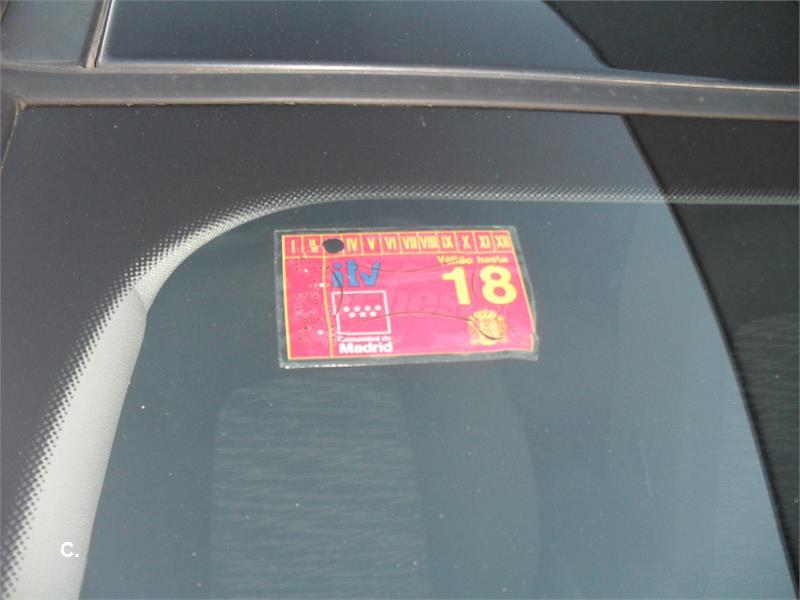 I II IV V VI VII VIII IX X XI XII
itv
Válido hasta
18
Comunidad de
Madrid
C.